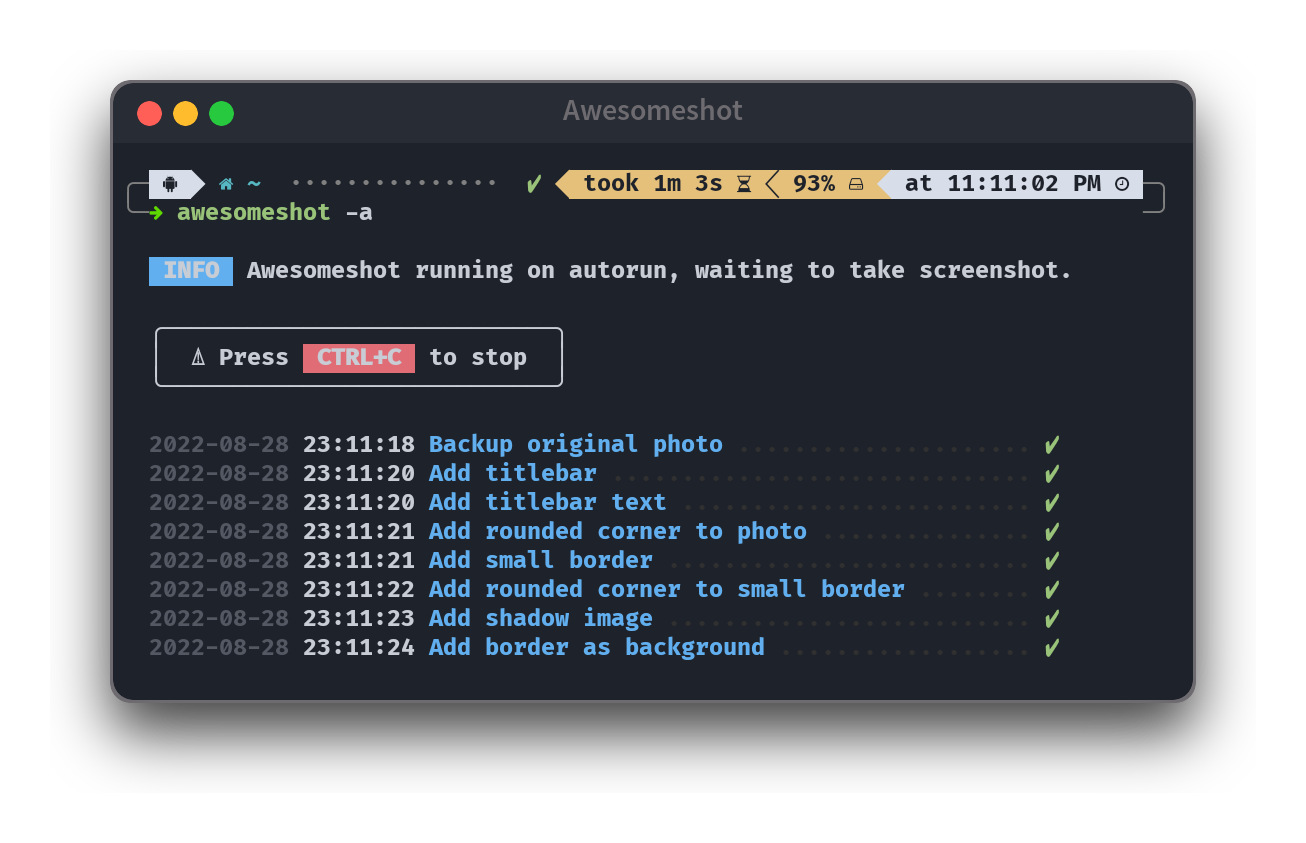 Awesomeshot
~ ··············· ✔ took 1m 3s 93% at 11:11:02 PM
➜ awesomeshot -a
INFO Awesomeshot running on autorun, waiting to take screenshot.
⚠ Press CTRL+C to stop
2022-08-28 23:11:18 Backup original photo ..................... ✔
2022-08-28 23:11:20 Add titlebar .............................. ✔
2022-08-28 23:11:20 Add titlebar text ......................... ✔
2022-08-28 23:11:21 Add rounded corner to photo ............... ✔
2022-08-28 23:11:21 Add small border .......................... ✔
2022-08-28 23:11:22 Add rounded corner to small border ........ ✔
2022-08-28 23:11:23 Add shadow image .......................... ✔
2022-08-28 23:11:24 Add border as background .................. ✔